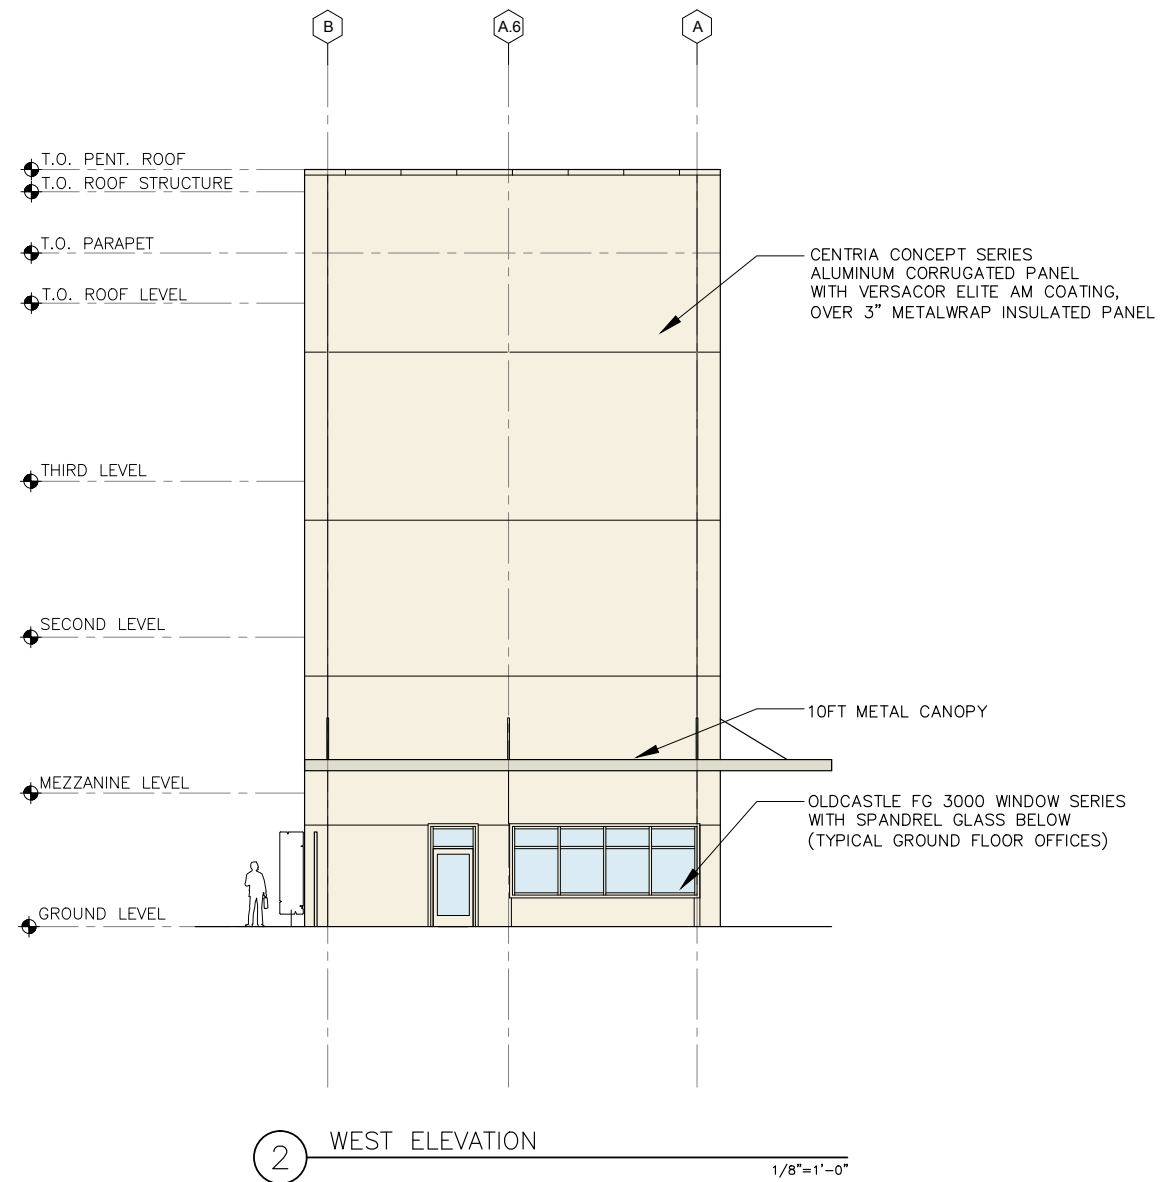 B
A.6
A
T.O. PENT. ROOF
T.O. ROOF STRUCTURE
T.O. PARAPET
T.O. ROOF LEVEL
THIRD LEVEL
SECOND LEVEL
MEZZANINE LEVEL
GROUND LEVEL
CENTRIA CONCEPT SERIES
ALUMINUM CORRUGATED PANEL
WITH VERSACOR ELITE AM COATING,
OVER 3" METALWRAP INSULATED PANEL
10FT METAL CANOPY
OLDCASTLE FG 3000 WINDOW SERIES
WITH SPANDREL GLASS BELOW
(TYPICAL GROUND FLOOR OFFICES)
2
WEST ELEVATION
1/8"=1'-0"